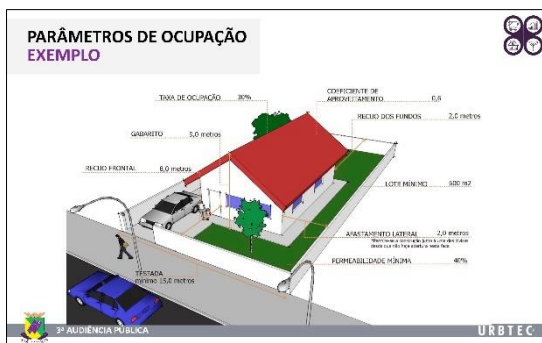 PARÂMETROS DE OCUPAÇÃO
EXEMPLO
TAXA DE OCUPAÇÃO 30%
COEFICIENTE DE
APROVEITAMENTO 0,6
RECUO DOS FUNDOS 2,0 metros
GABARITO 5,0 metros
RECUO FRONTAL 6,0 metros
LOTE MÍNIMO 600 m2
AFASTAMENTO LATERAL 2,0 metros
PERMEABILIDADE MÍNIMA 40%
TESTADA
mínimo 15,0 metros
3ª AUDIÊNCIA PÚBLICA
URBTEC